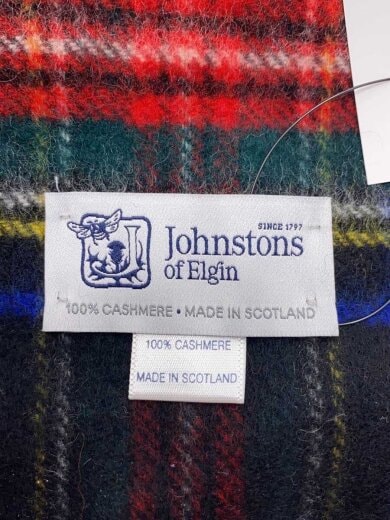 SINCE 1797
Johnstons
of Elgin
100% CASHMERE • MADE IN SCOTLAND
100% CASHMERE
MADE IN SCOTLAND